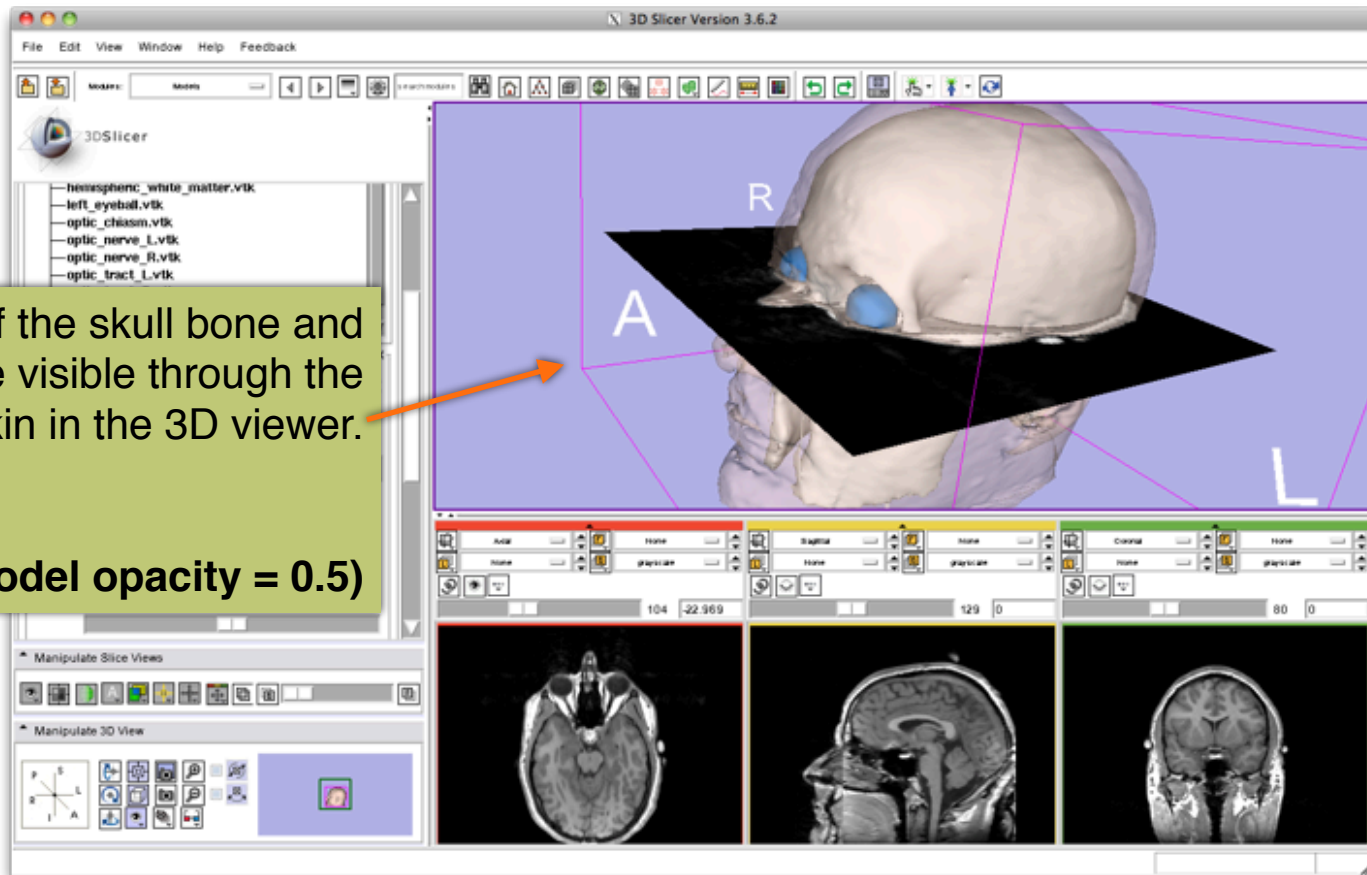 3D Slicer Version 3.6.2
File Edit View Window Help Feedback
Modules: Models search modules
3DSlicer
hemispheric_white_matter.vtk
left_eyeball.vtk
optic_chiasm.vtk
optic_nerve_L.vtk
optic_nerve_R.vtk
optic_tract_L.vtk
f the skull bone and
e visible through the
kin in the 3D viewer.
odel opacity = 0.5)
R
A
L
Axial None Sagittal None Coronal None
None grayscale None grayscale None grayscale
104 -22.969 129 0 80 0
Manipulate Slice Views
Manipulate 3D View
P S
R L
I A